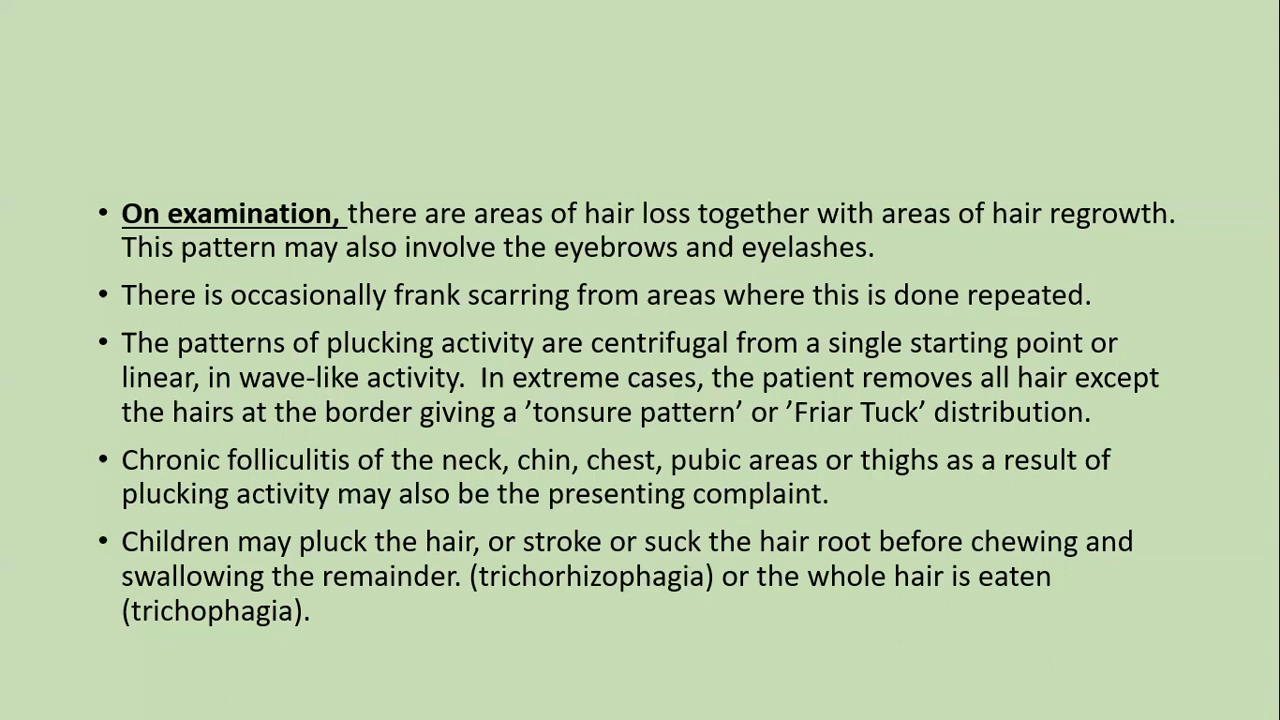 • On examination, there are areas of hair loss together with areas of hair regrowth.
This pattern may also involve the eyebrows and eyelashes.
• There is occasionally frank scarring from areas where this is done repeated.
• The patterns of plucking activity are centrifugal from a single starting point or
linear, in wave-like activity.  In extreme cases, the patient removes all hair except
the hairs at the border giving a ’tonsure pattern’ or ’Friar Tuck’ distribution.
• Chronic folliculitis of the neck, chin, chest, pubic areas or thighs as a result of
plucking activity may also be the presenting complaint.
• Children may pluck the hair, or stroke or suck the hair root before chewing and
swallowing the remainder. (trichorhizophagia) or the whole hair is eaten
(trichophagia).